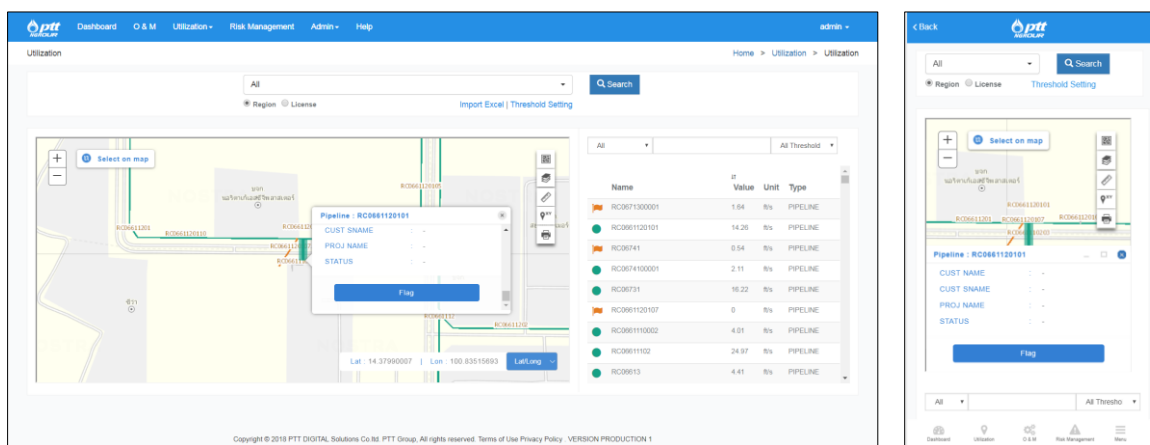 ptt
Dashboard O & M Utilization Risk Management Admin Help admin
Utilization Home > Utilization > Utilization
All Search
Region License Import Excel | Threshold Setting
+
−
Select on map
RC0661120105
RC06611201 RC0661120110
Pipeline : RC0661120101
CUST SNAME : -
PROJ NAME : -
STATUS : -
Flag
RC06611202
Lat : 14.37990007 | Lon : 100.83515693 Lat/Long
All All Threshold
Name Value Unit Type
RC0671300001 1.64 ft/s PIPELINE
RC0661120101 14.26 ft/s PIPELINE
RC06741 0.54 ft/s PIPELINE
RC0674100001 2.11 ft/s PIPELINE
RC06731 16.22 ft/s PIPELINE
RC0661120107 0 ft/s PIPELINE
RC0661110002 4.01 ft/s PIPELINE
RC06611102 24.97 ft/s PIPELINE
RC06613 4.41 ft/s PIPELINE
Copyright © 2018 PTT DIGITAL Solutions Co.ltd. PTT Group, All rights reserved. Terms of Use Privacy Policy . VERSION PRODUCTION 1
< Back ptt
All Search
Region License Threshold Setting
+
−
Select on map
XY
RC0661120101
RC06611201 RC0661120107
Pipeline : RC0661120101
CUST NAME : -
CUST SNAME : -
PROJ NAME : -
STATUS : -
Flag
All All Thresho
Dashboard Utilization O & M Risk Management Menu